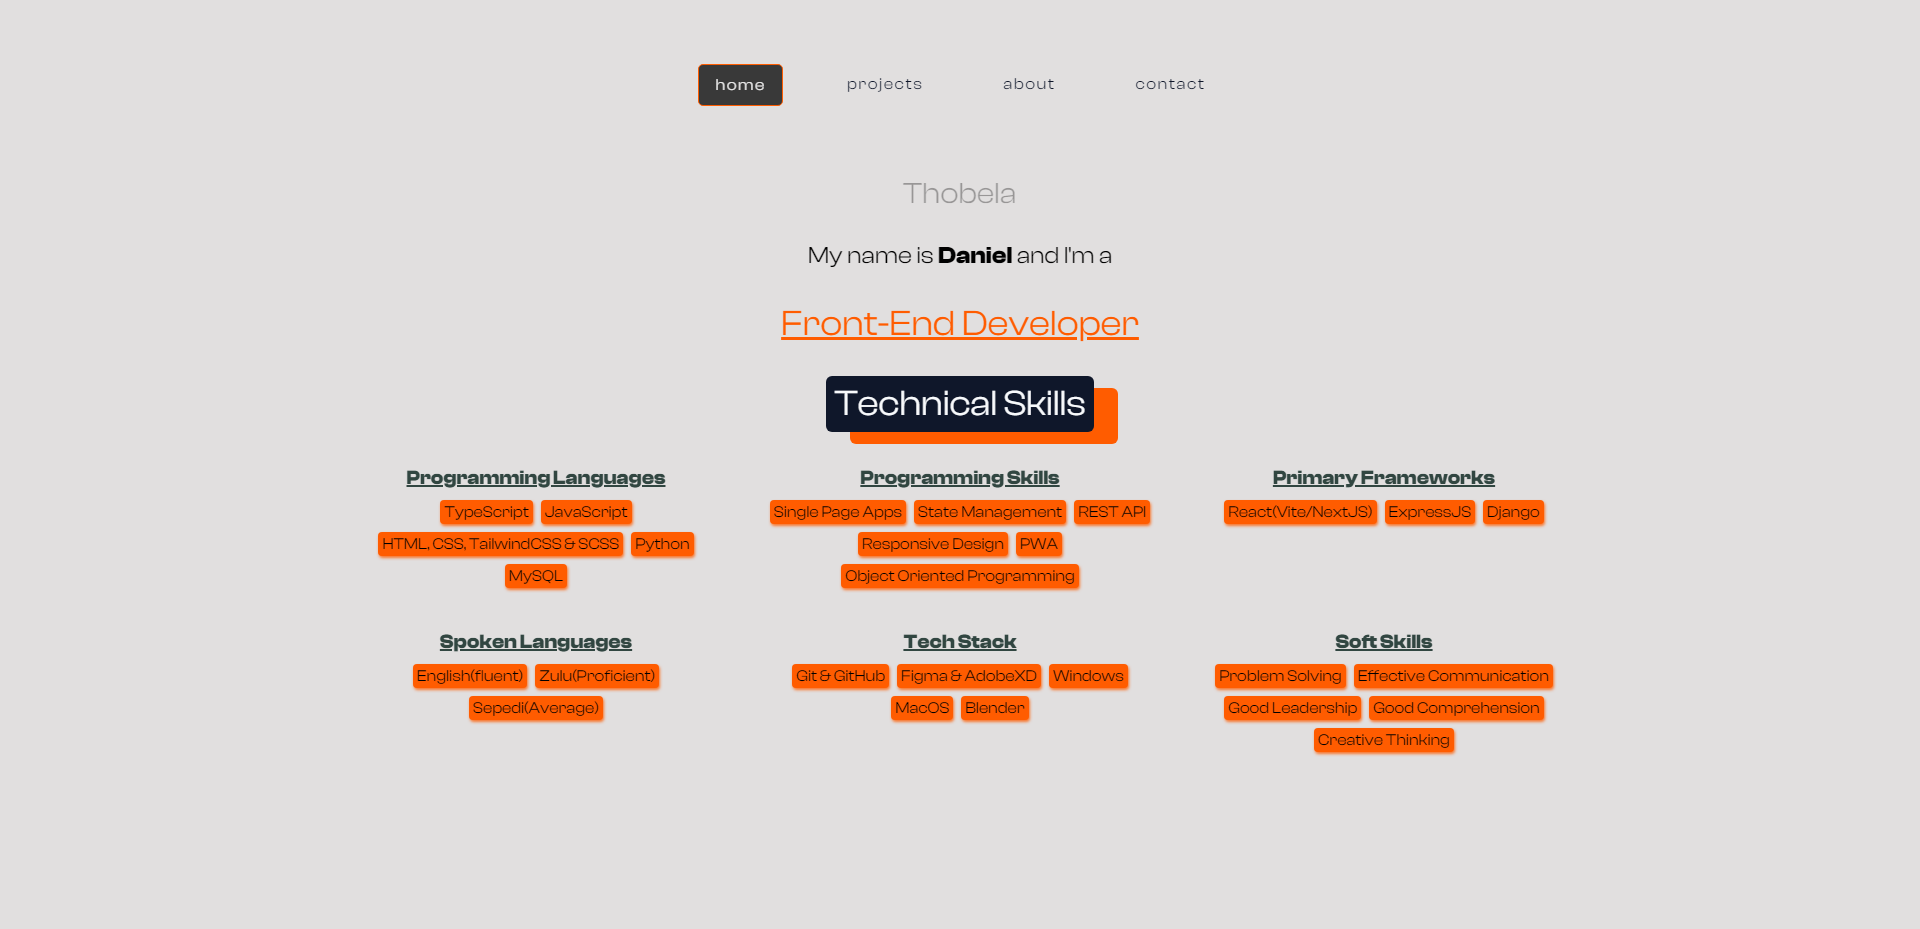 home
projects
about
contact
Thobela
My name is Daniel and I'm a
Front-End Developer
Technical Skills
Programming Languages
TypeScript JavaScript
HTML, CSS, TailwindCSS & SCSS Python
MySQL
Programming Skills
Single Page Apps State Management REST API
Responsive Design PWA
Object Oriented Programming
Primary Frameworks
React(Vite/NextJS) ExpressJS Django
Spoken Languages
English(fluent) Zulu(Proficient)
Sepedi(Average)
Tech Stack
Git & GitHub Figma & AdobeXD Windows
MacOS Blender
Soft Skills
Problem Solving Effective Communication
Good Leadership Good Comprehension
Creative Thinking